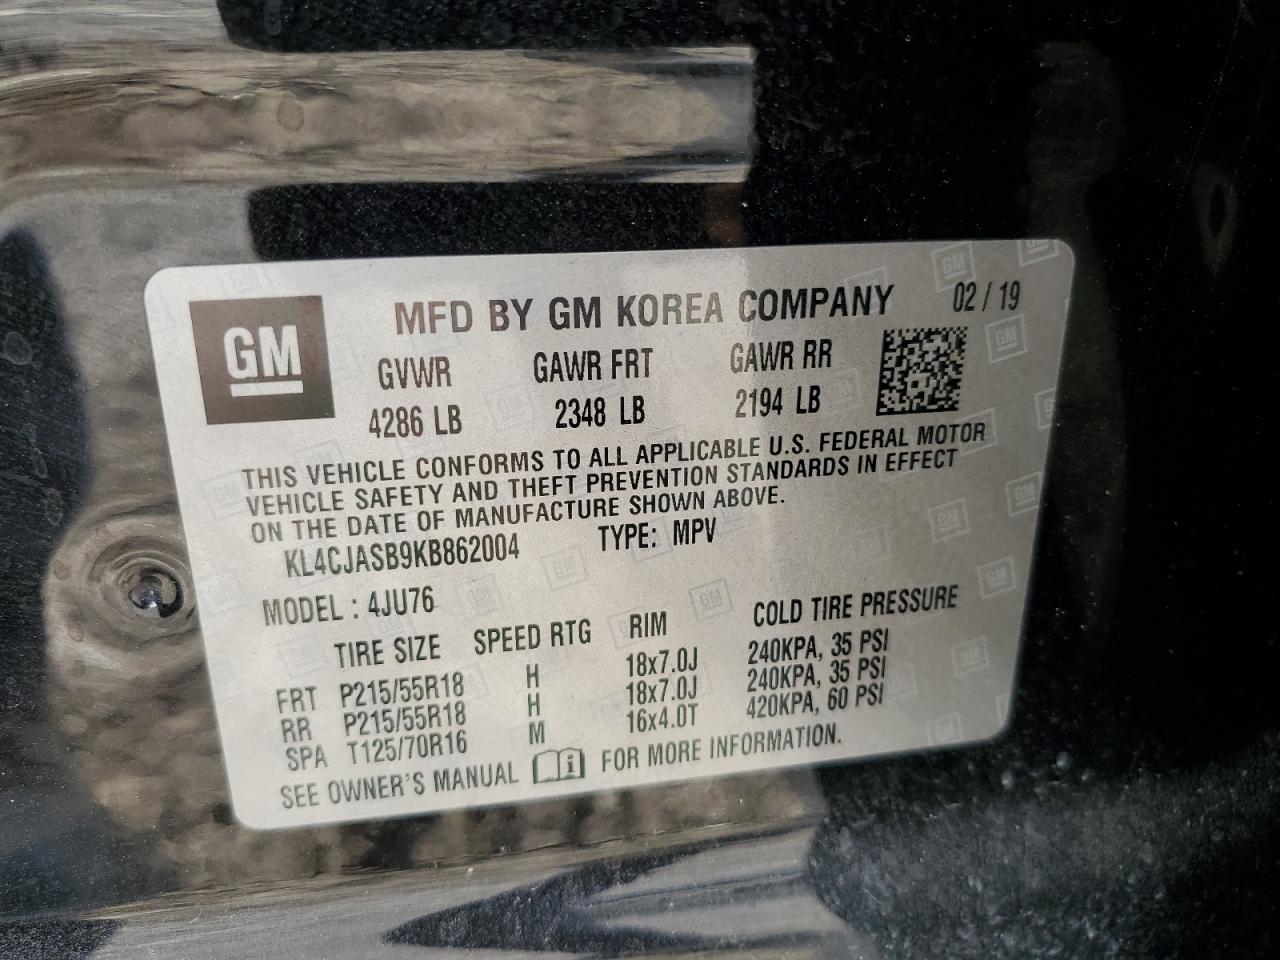 GM
MFD BY GM KOREA COMPANY 02 / 19
GVWR GAWR FRT GAWR RR
4286 LB 2348 LB 2194 LB
THIS VEHICLE CONFORMS TO ALL APPLICABLE U.S. FEDERAL MOTOR
VEHICLE SAFETY AND THEFT PREVENTION STANDARDS IN EFFECT
ON THE DATE OF MANUFACTURE SHOWN ABOVE.
KL4CJASB9KB862004 TYPE: MPV
MODEL : 4JU76
TIRE SIZE SPEED RTG RIM COLD TIRE PRESSURE
FRT P215/55R18 H 18x7.0J 240KPA, 35 PSI
RR P215/55R18 H 18x7.0J 240KPA, 35 PSI
SPA T125/70R16 M 16x4.0T 420KPA, 60 PSI
SEE OWNER'S MANUAL i FOR MORE INFORMATION.